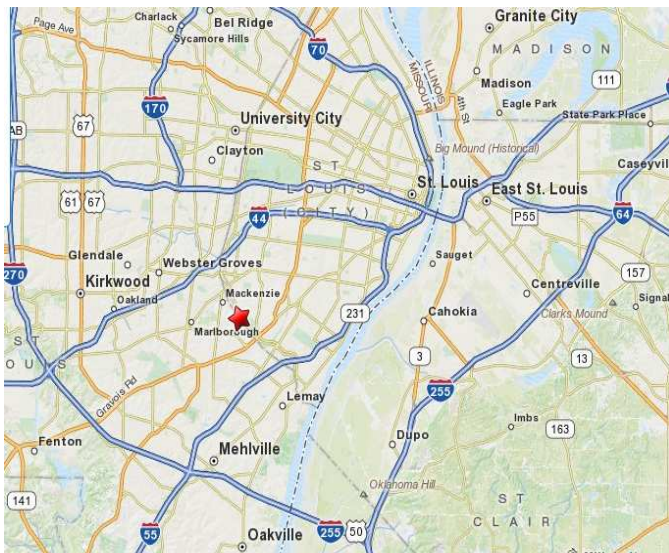 Charlack
Bel Ridge
Granite City
Page Ave
Sycamore Hills
70
MADISON
ILLINOIS
MISSOURI
Madison
4th St
111
170
Eagle Park
State Park Place
AB
67
University City
Clayton
Big Mound (Historical)
Caseyville
ST
LOUIS
(CITY)
St. Louis
East St. Louis
61
67
44
P55
64
Glendale
Webster Groves
Sauget
270
Kirkwood
Mackenzie
Centreville
157
Oakland
231
Signal
Marlborough
Cahokia
Clarks Mound
ST
OUIS
3
13
Gravois Rd
255
Lemay
Imbs
163
Fenton
Mehlville
Dupo
141
Oklahoma Hill
ST
CLAIR
55
255
50
Oakville